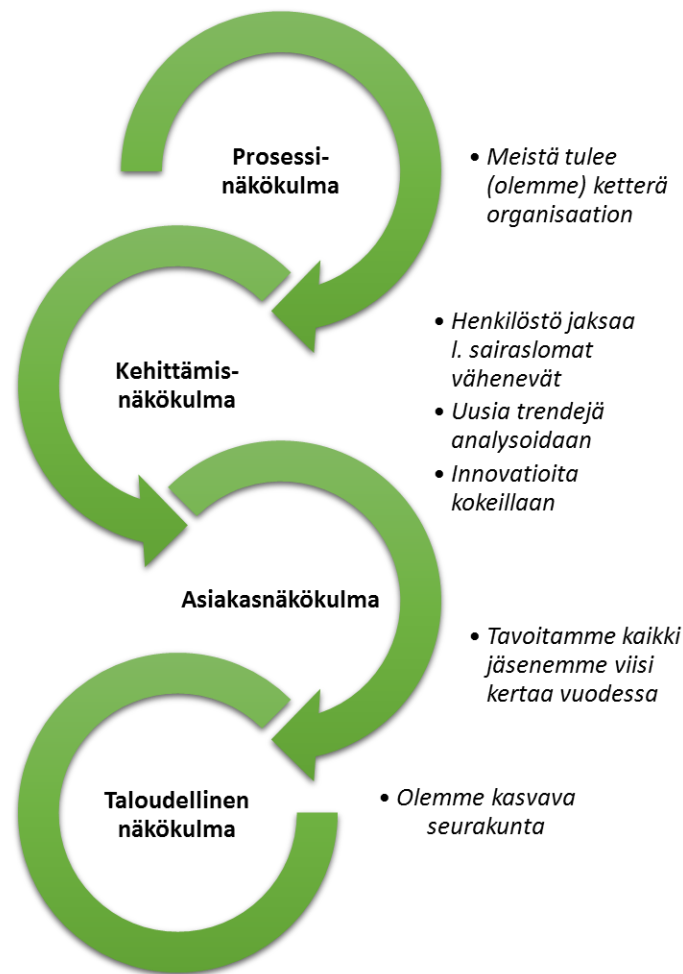 Prosessi-
näkökulma
• Meistä tulee
(olemme) ketterä
organisaation
Kehittämis-
näkökulma
• Henkilöstö jaksaa
l. sairaslomat
vähenevät
• Uusia trendejä
analysoidaan
• Innovatioita
kokeillaan
Asiakasnäkökulma
• Tavoitamme kaikki
jäsenemme viisi
kertaa vuodessa
Taloudellinen
näkökulma
• Olemme kasvava
seurakunta